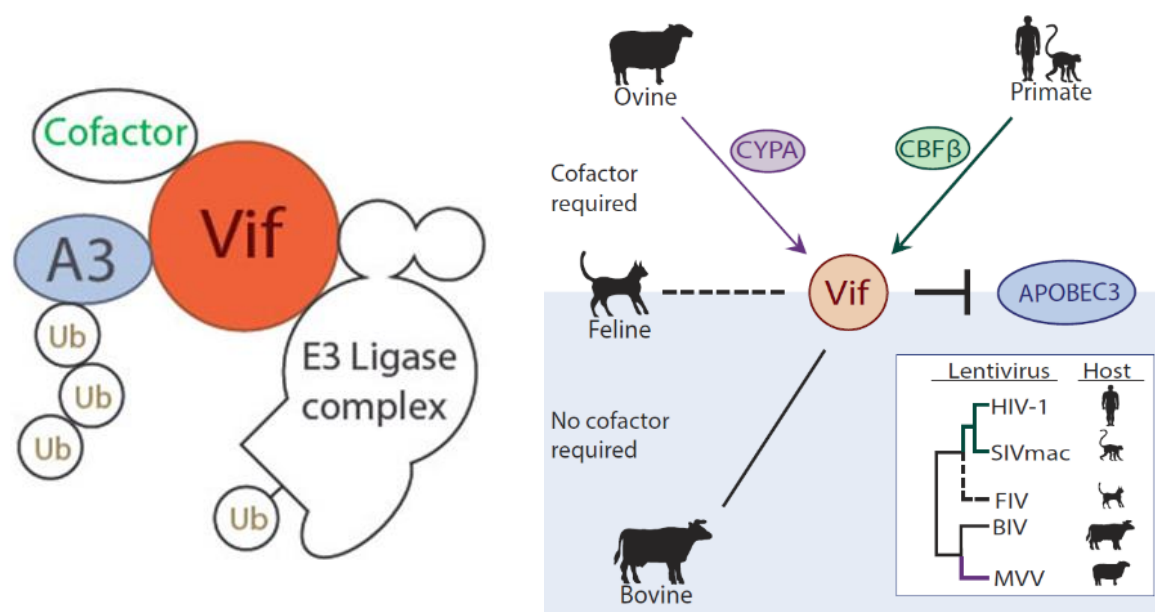 Cofactor
Vif
A3
Ub
Ub
Ub
E3 Ligase
complex
Ub
Ovine
Primate
CYPA
CBFβ
Cofactor
required
Feline
Vif
APOBEC3
No cofactor
required
Bovine
Lentivirus Host
HIV-1
SIVmac
FIV
BIV
MVV